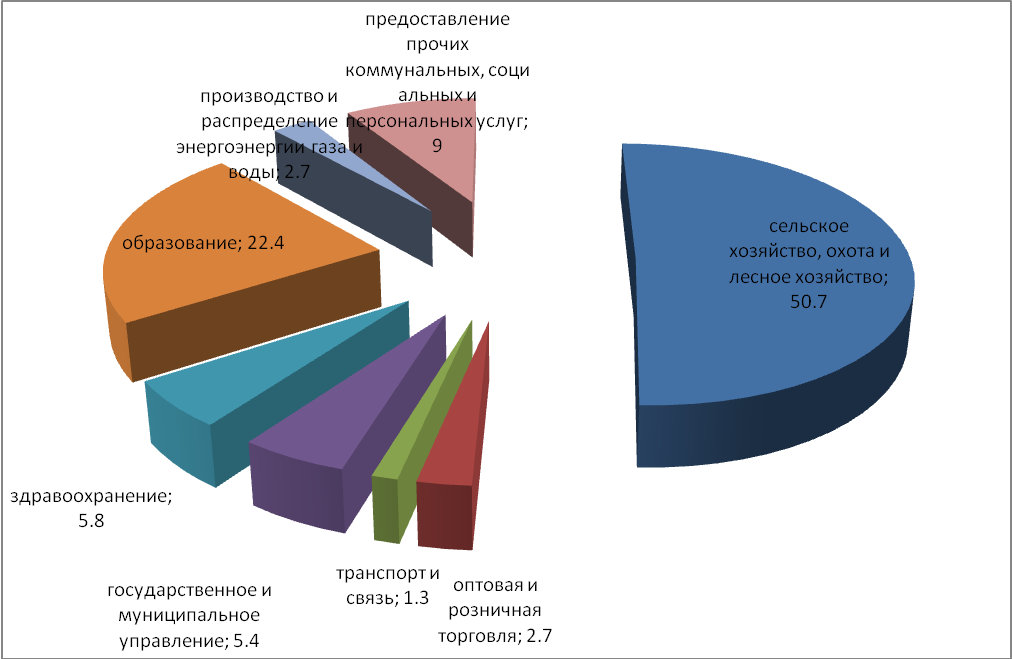 предоставление
прочих
коммунальных, соци
альных и
персональных услуг;
9
производство и
распределение
энергоэнергии газа и
воды; 2.7
сельское
хозяйство, охота и
лесное хозяйство;
50.7
образование; 22.4
здравоохранение;
5.8
государственное и
муниципальное
управление; 5.4
транспорт и
связь; 1.3
оптовая и
розничная
торговля; 2.7